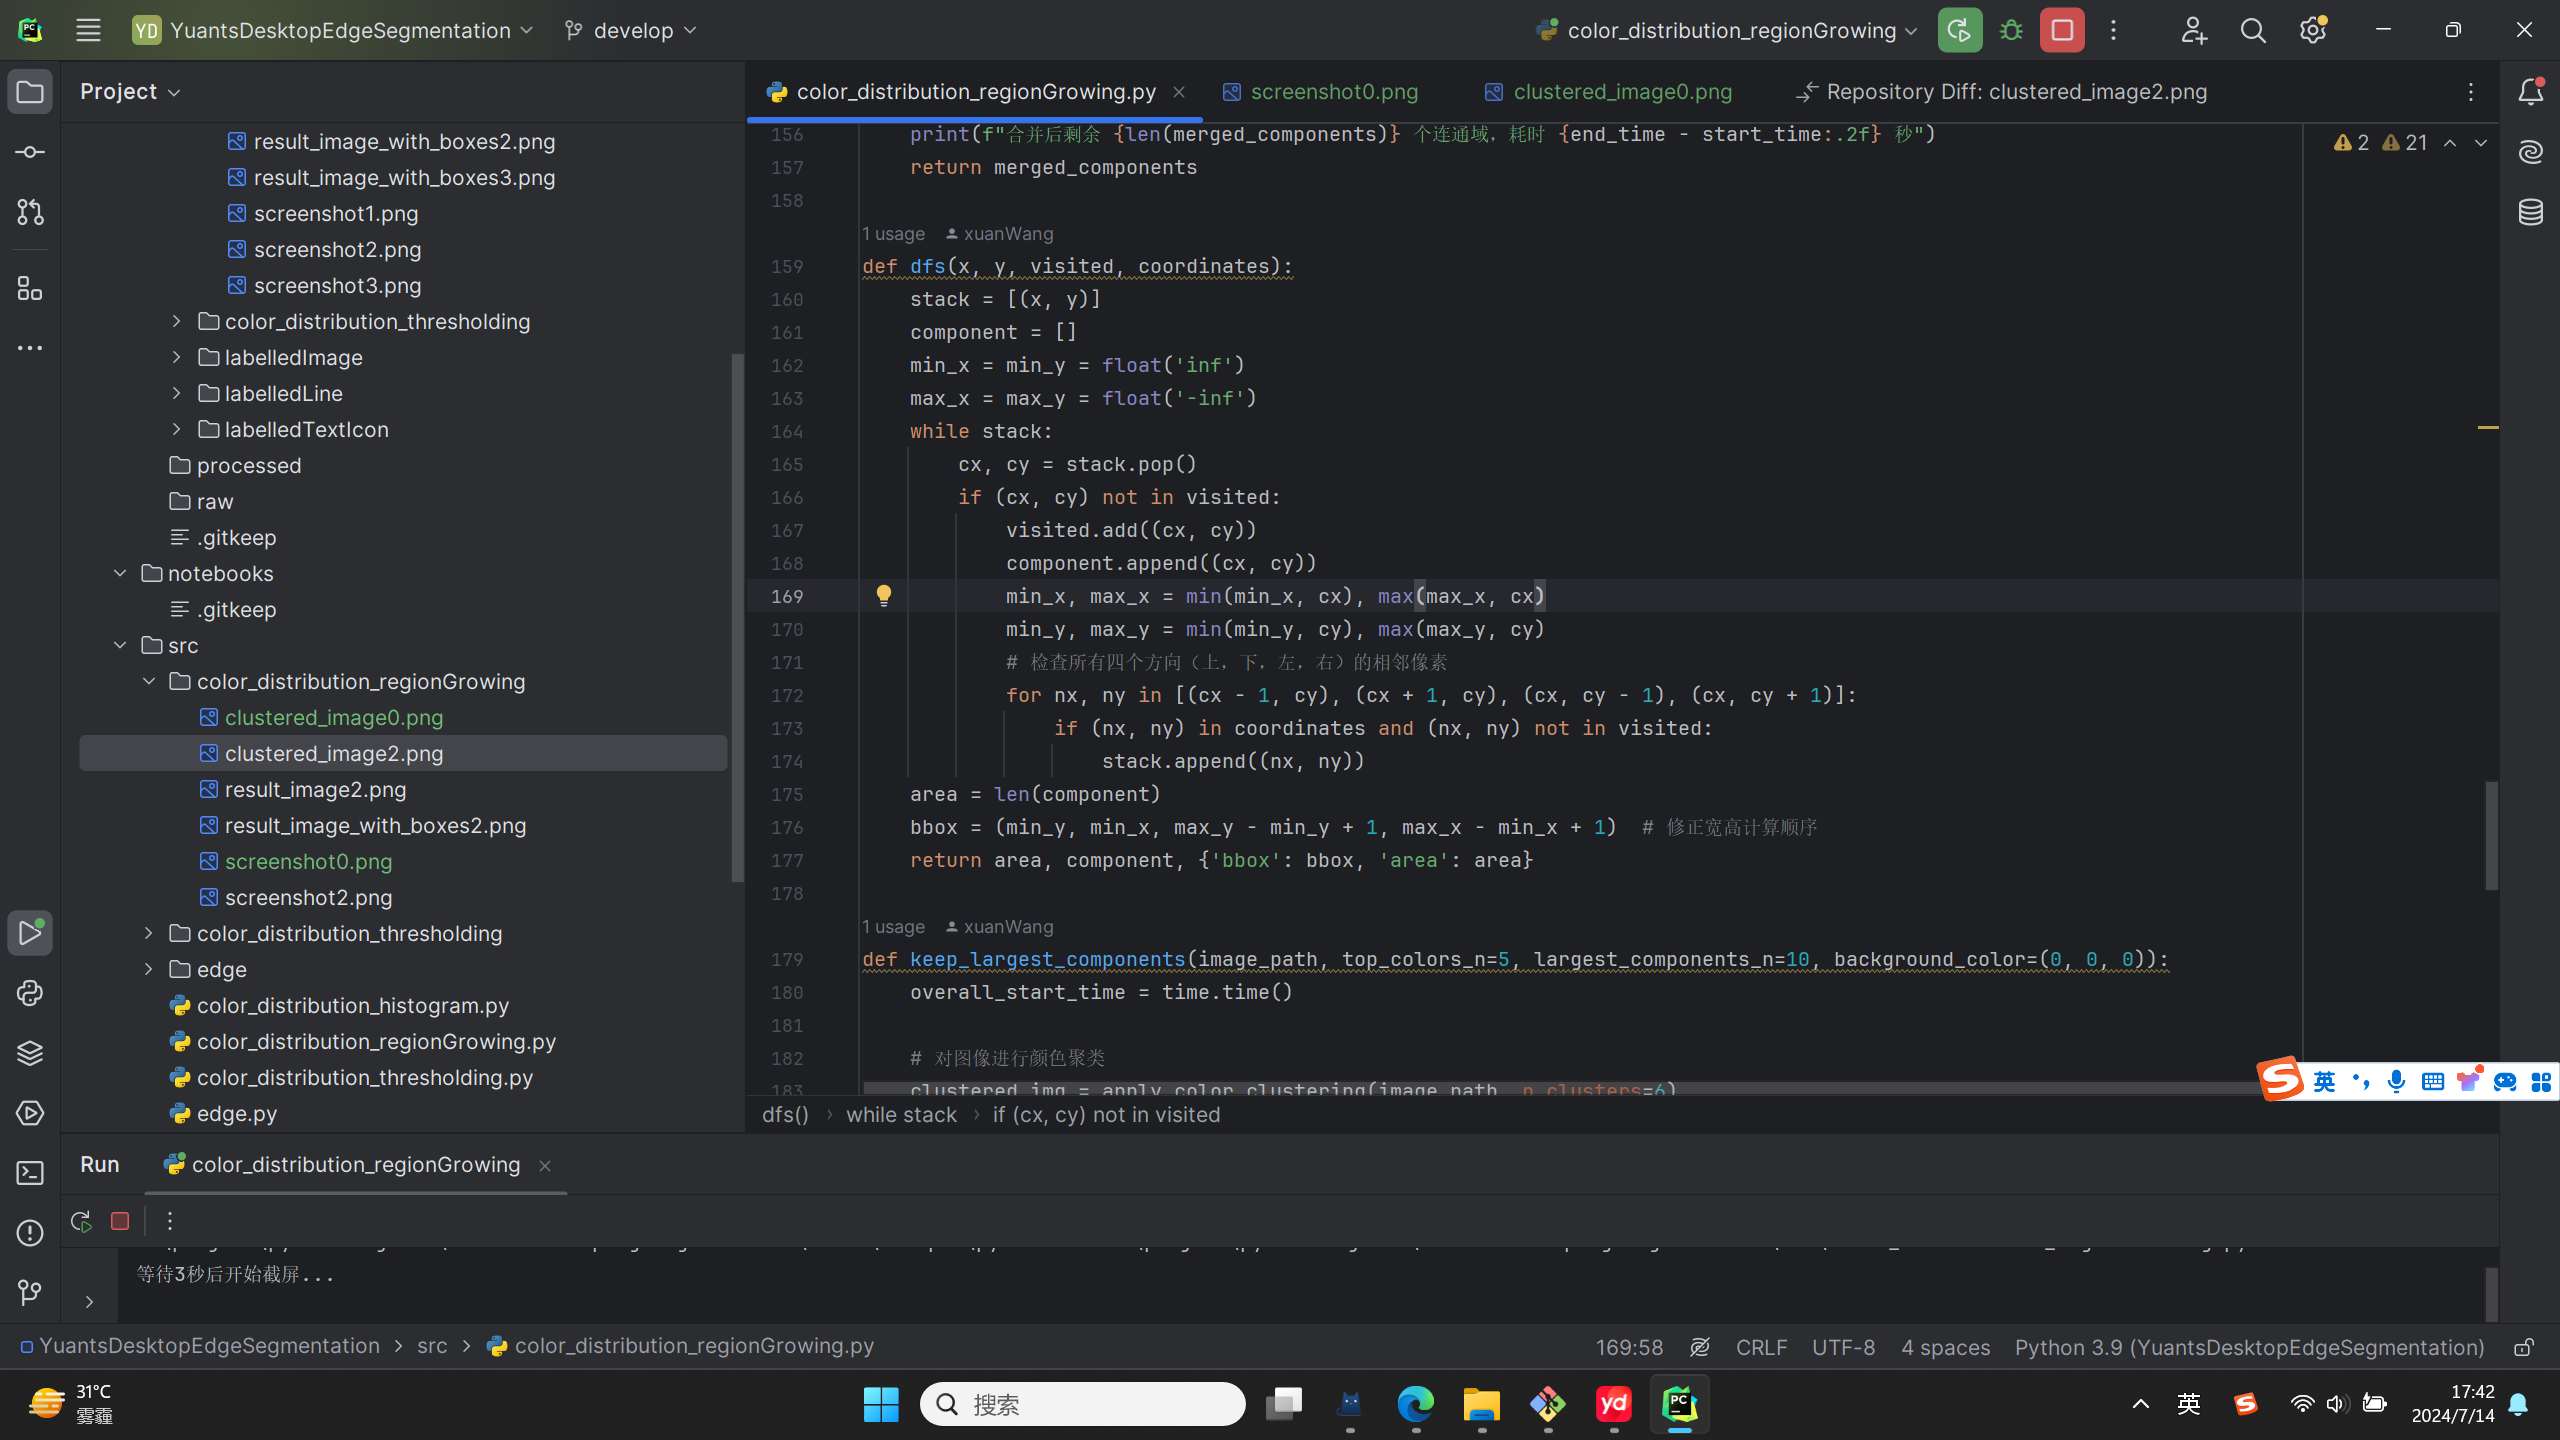 YD YuantsDesktopEdgeSegmentation develop color_distribution_regionGrowing
Project
result_image_with_boxes2.png
result_image_with_boxes3.png
screenshot1.png
screenshot2.png
screenshot3.png
color_distribution_thresholding
labelledImage
labelledLine
labelledTextIcon
processed
raw
.gitkeep
notebooks
.gitkeep
src
color_distribution_regionGrowing
clustered_image0.png
clustered_image2.png
result_image2.png
result_image_with_boxes2.png
screenshot0.png
screenshot2.png
color_distribution_thresholding
edge
color_distribution_histogram.py
color_distribution_regionGrowing.py
color_distribution_thresholding.py
edge.py
color_distribution_regionGrowing.py screenshot0.png clustered_image0.png Repository Diff: clustered_image2.png
2 21
156 print(f"合并后剩余 {len(merged_components)} 个连通域，耗时 {end_time - start_time:.2f} 秒")
157 return merged_components
158
1 usage xuanWang
159 def dfs(x, y, visited, coordinates):
160 stack = [(x, y)]
161 component = []
162 min_x = min_y = float('inf')
163 max_x = max_y = float('-inf')
164 while stack:
165 cx, cy = stack.pop()
166 if (cx, cy) not in visited:
167 visited.add((cx, cy))
168 component.append((cx, cy))
169 min_x, max_x = min(min_x, cx), max(max_x, cx)
170 min_y, max_y = min(min_y, cy), max(max_y, cy)
171 # 检查所有四个方向（上，下，左，右）的相邻像素
172 for nx, ny in [(cx - 1, cy), (cx + 1, cy), (cx, cy - 1), (cx, cy + 1)]:
173 if (nx, ny) in coordinates and (nx, ny) not in visited:
174 stack.append((nx, ny))
175 area = len(component)
176 bbox = (min_y, min_x, max_y - min_y + 1, max_x - min_x + 1) # 修正宽高计算顺序
177 return area, component, {'bbox': bbox, 'area': area}
178
1 usage xuanWang
179 def keep_largest_components(image_path, top_colors_n=5, largest_components_n=10, background_color=(0, 0, 0)):
180 overall_start_time = time.time()
181
182 # 对图像进行颜色聚类
183 clustered_img = apply_color_clustering(image_path, n_clusters=6)
英
dfs() while stack if (cx, cy) not in visited
Run color_distribution_regionGrowing
等待3秒后开始截屏...
YuantsDesktopEdgeSegmentation src color_distribution_regionGrowing.py 169:58 CRLF UTF-8 4 spaces Python 3.9 (YuantsDesktopEdgeSegmentation)
31°C
雾霾
搜索
yd
PC
英
17:42
2024/7/14